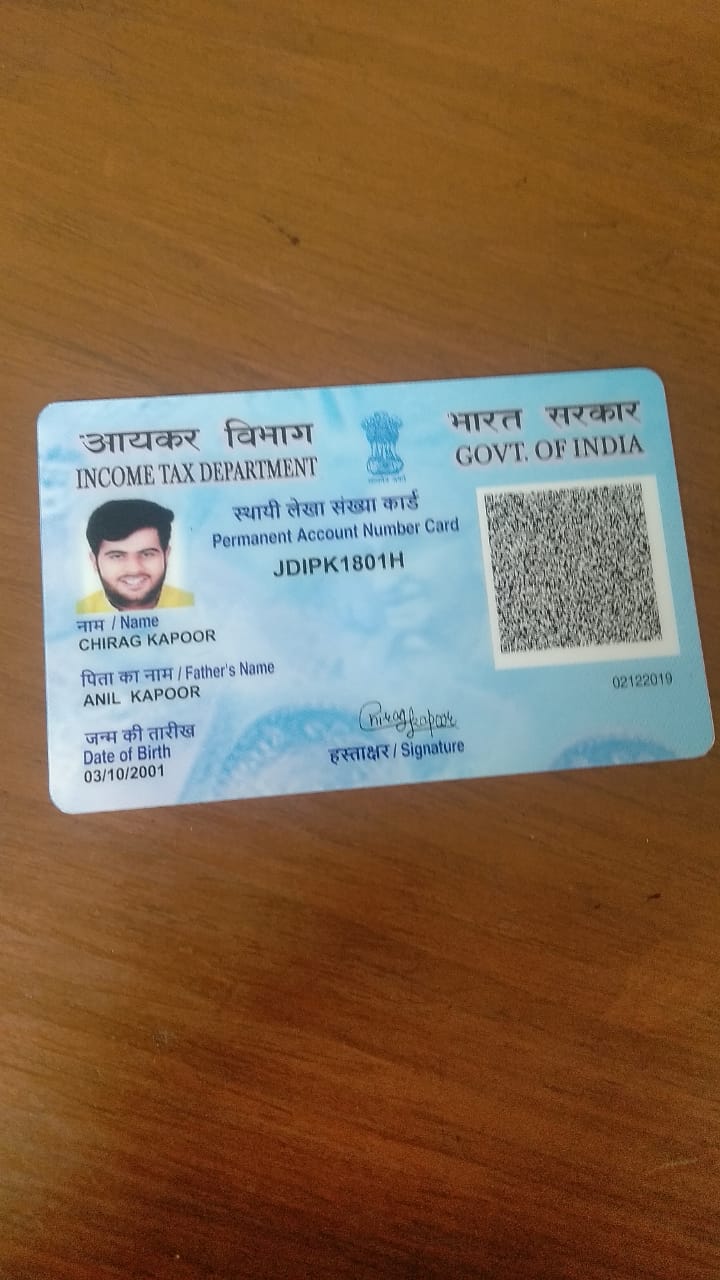 आयकर विभाग
INCOME TAX DEPARTMENT
भारत सरकार
GOVT. OF INDIA
स्थायी लेखा संख्या कार्ड
Permanent Account Number Card
JDIPK1801H
नाम / Name
CHIRAG KAPOOR
पिता का नाम / Father's Name
ANIL KAPOOR
जन्म की तारीख
Date of Birth
03/10/2001
Chirag Kapoor
हस्ताक्षर / Signature
02122019